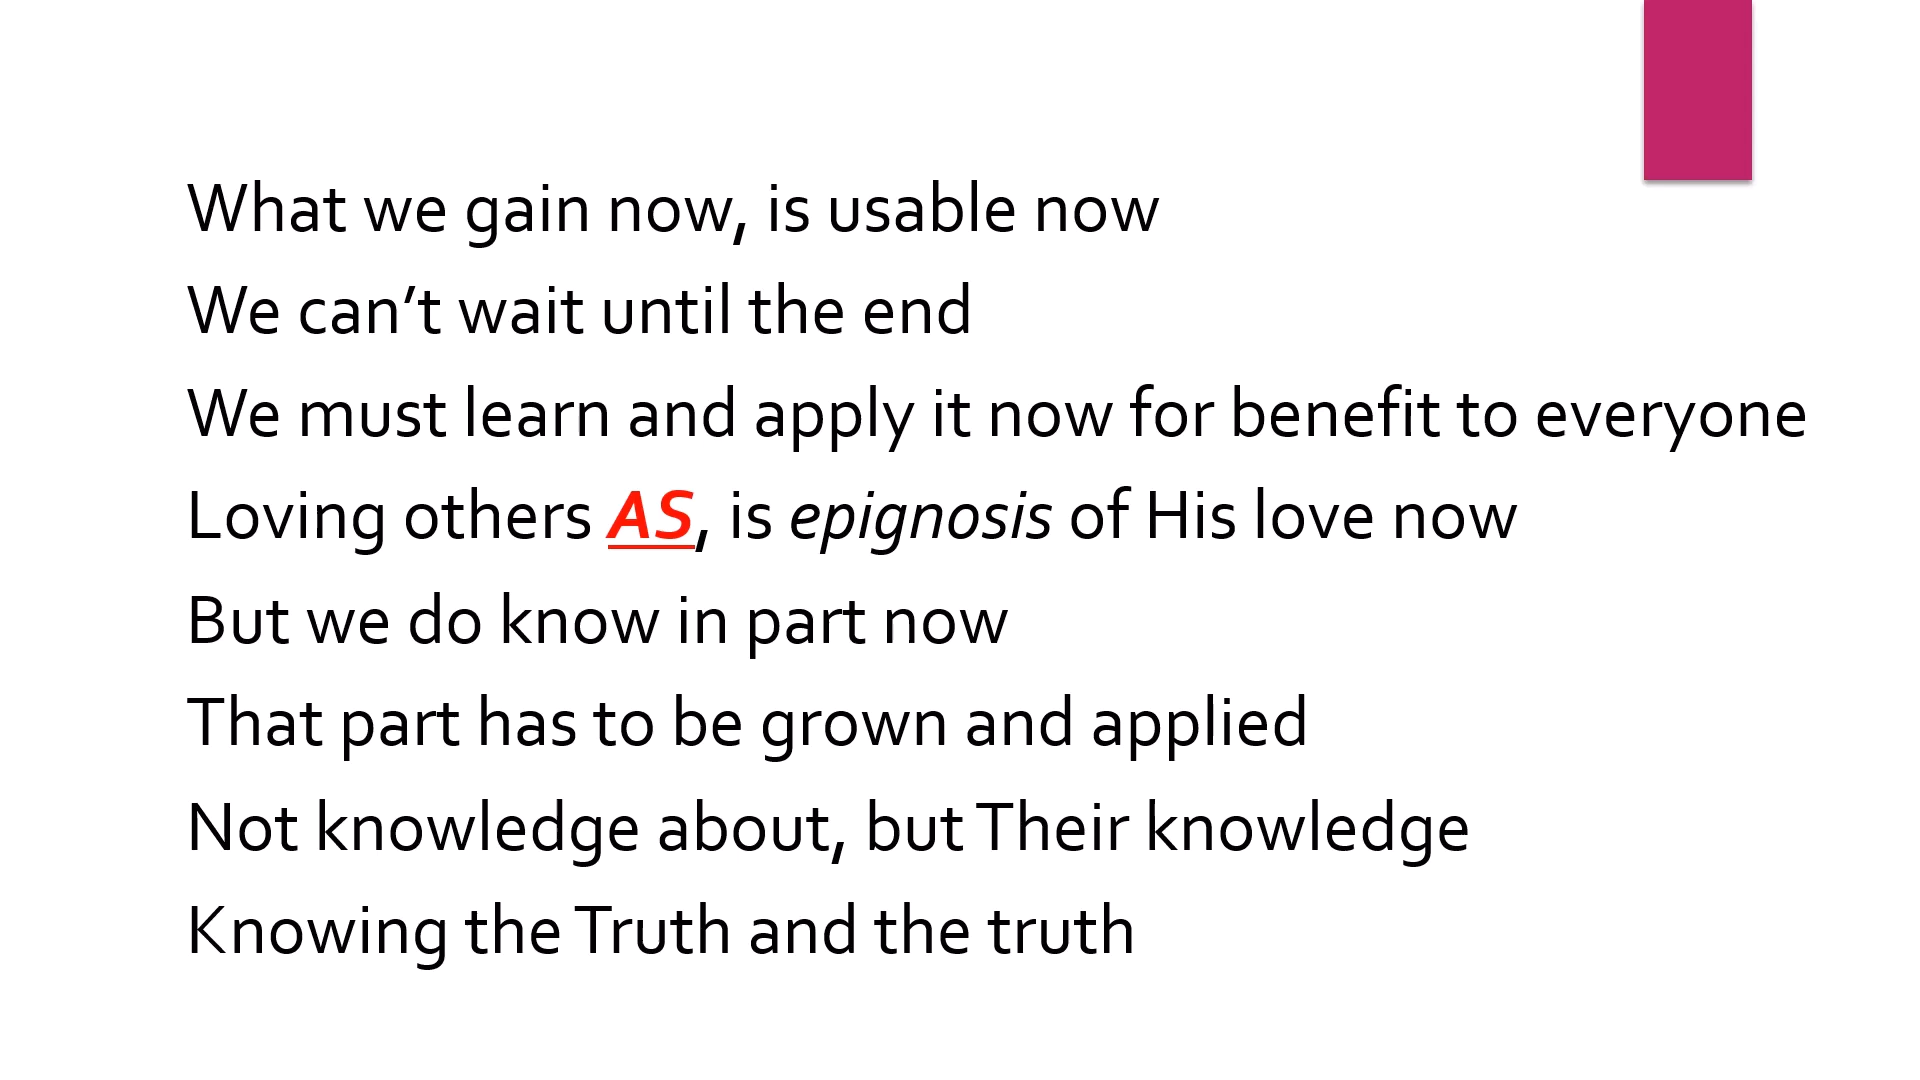 What we gain now, is usable now
We can’t wait until the end
We must learn and apply it now for benefit to everyone
Loving others AS, is epignosis of His love now
But we do know in part now
That part has to be grown and applied
Not knowledge about, but Their knowledge
Knowing the Truth and the truth